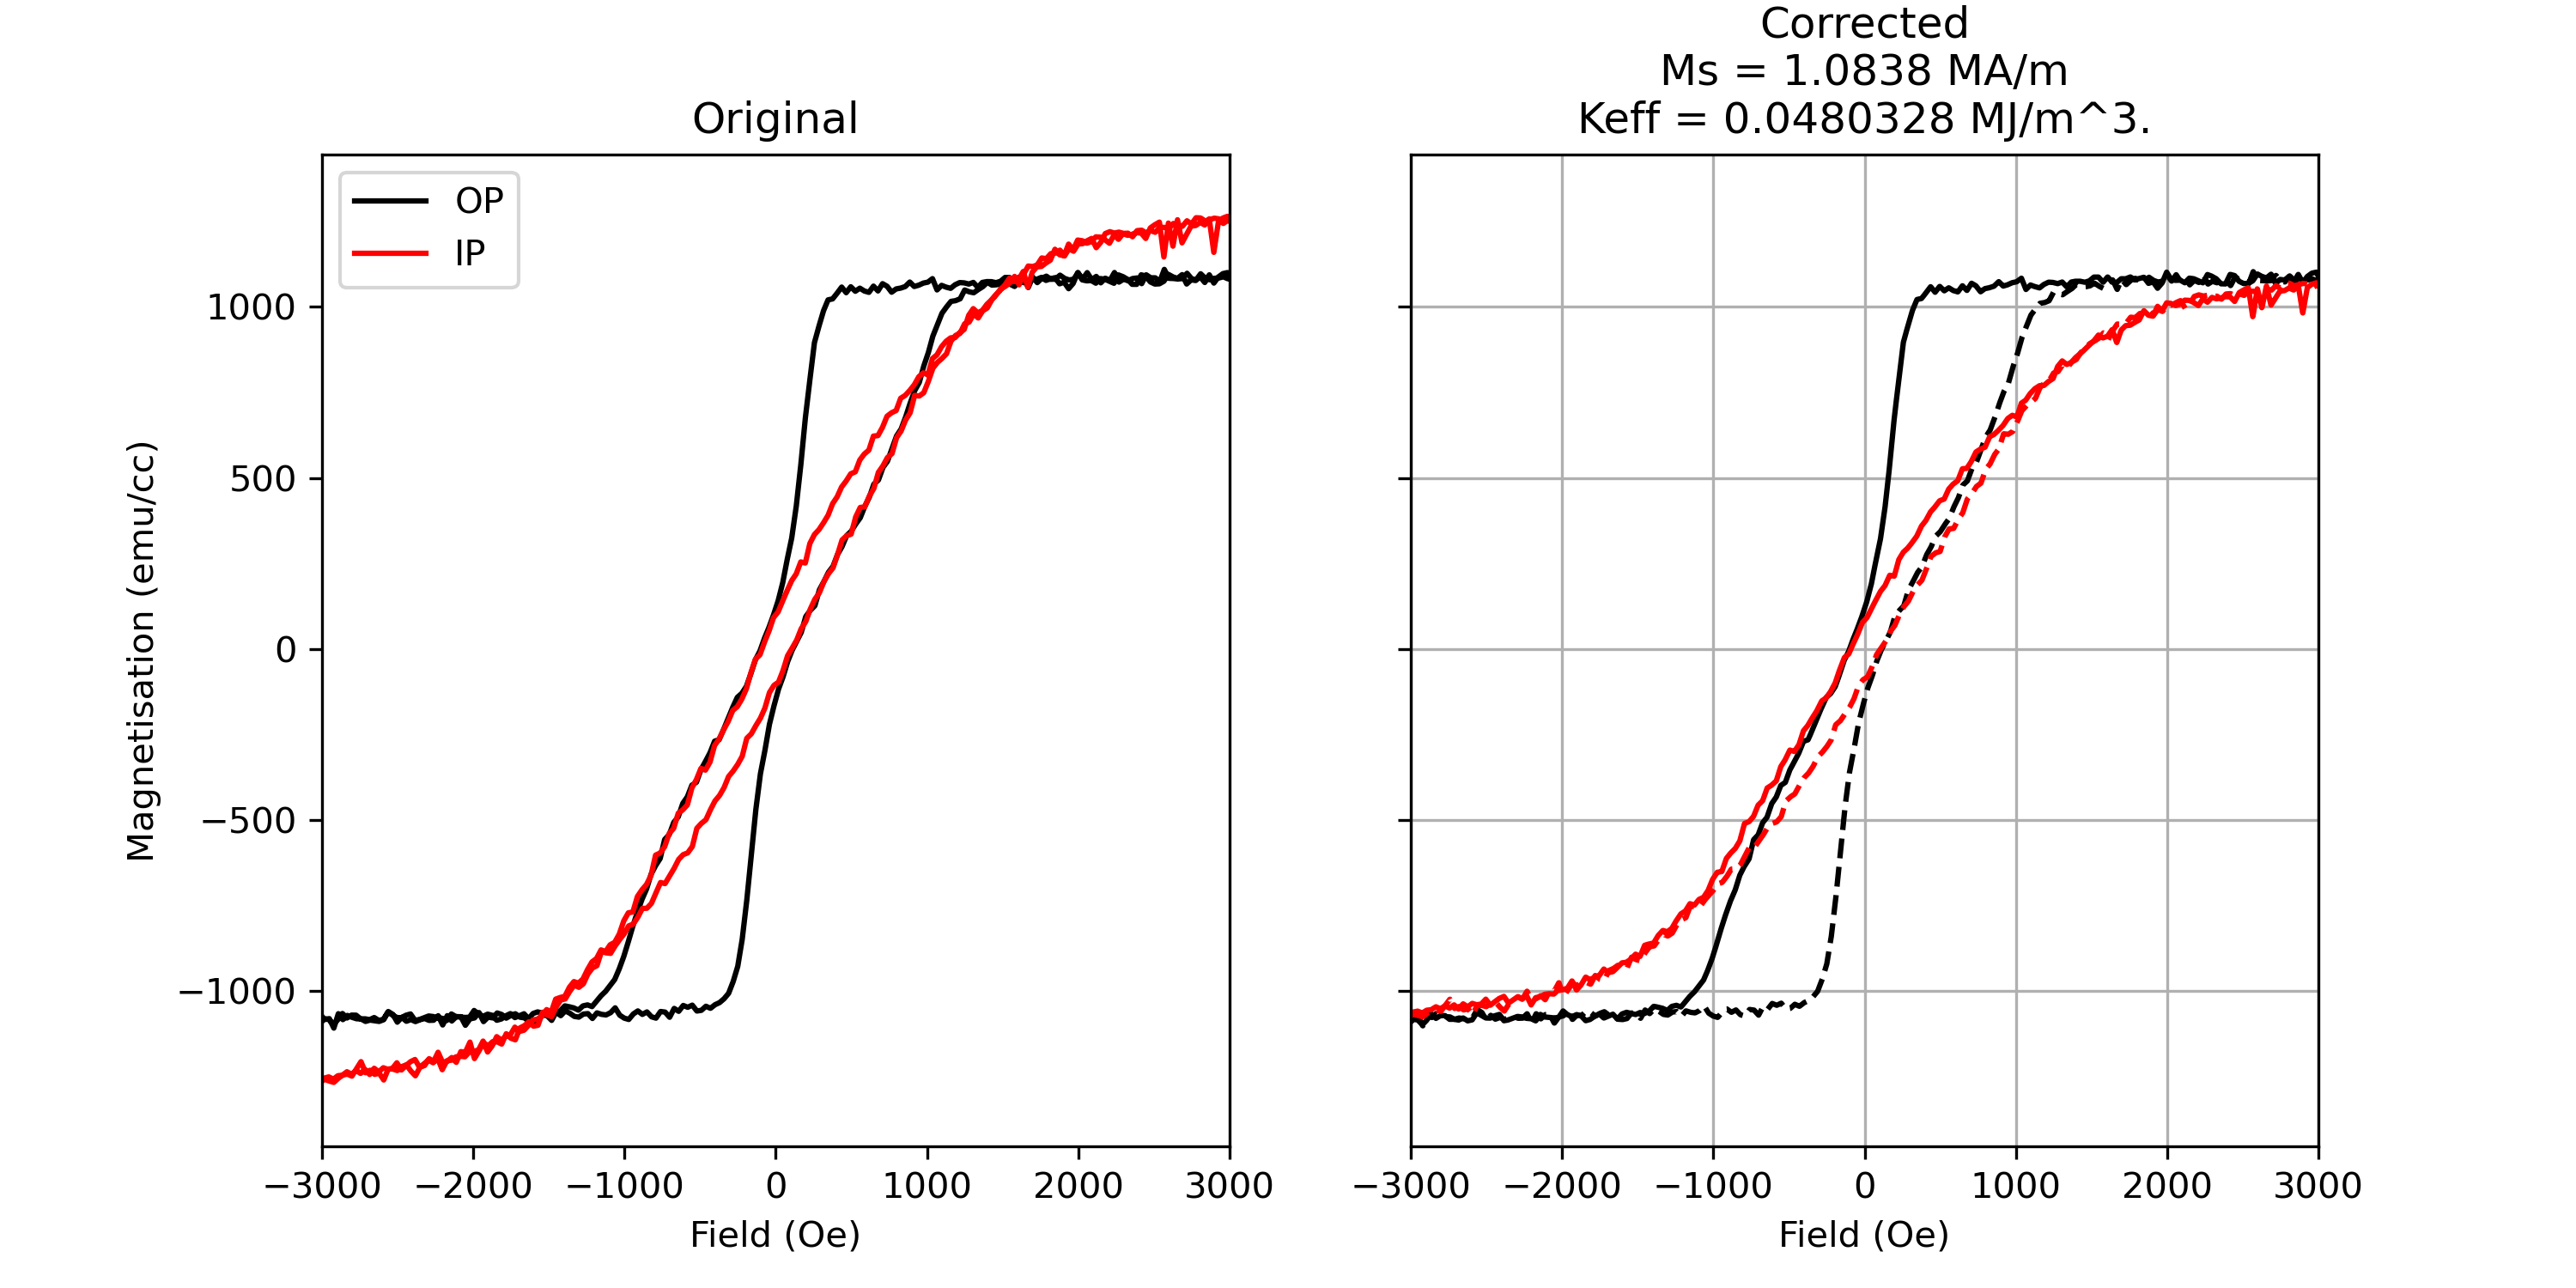 Original
OP
IP
1000
500
0
−500
−1000
Magnetisation (emu/cc)
−3000 −2000 −1000 0 1000 2000 3000
Field (Oe)
Corrected
Ms = 1.0838 MA/m
Keff = 0.0480328 MJ/m^3.
−3000 −2000 −1000 0 1000 2000 3000
Field (Oe)